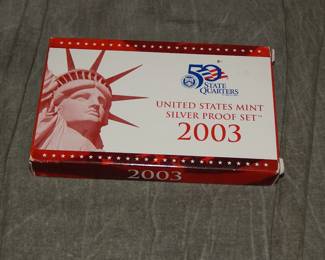 50
STATE
QUARTERS
UNITED STATES MINT
SILVER PROOF SET™
2003
2003